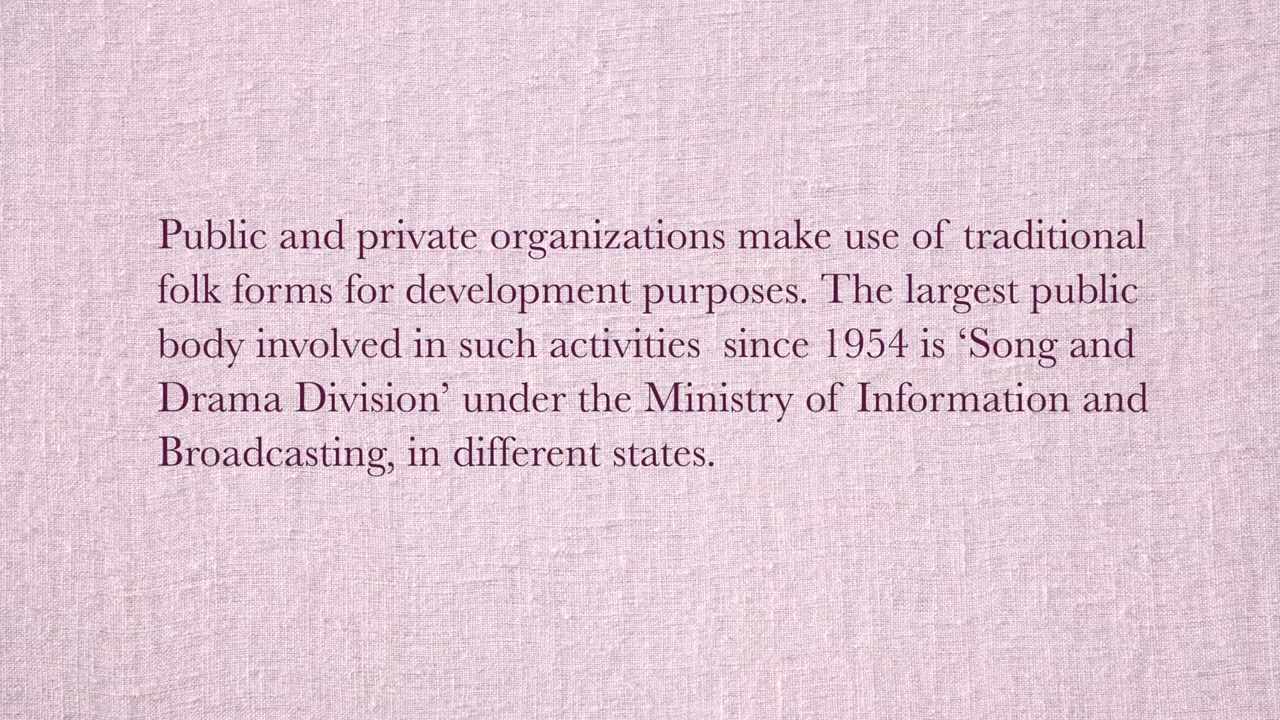 Public and private organizations make use of traditional
folk forms for development purposes. The largest public
body involved in such activities  since 1954 is ‘Song and
Drama Division’ under the Ministry of Information and
Broadcasting, in different states.